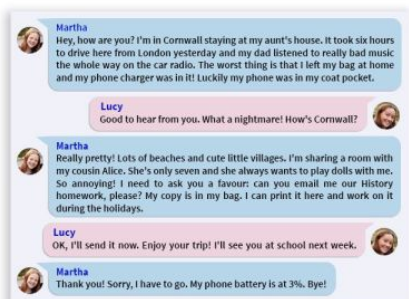 Martha
Hey, how are you? I'm in Cornwall staying at my aunt's house. It took six hours
to drive here from London yesterday and my dad listened to really bad music
the whole way on the car radio. The worst thing is that I left my bag at home
and my phone charger was in it! Luckily my phone was in my coat pocket.
Lucy
Good to hear from you. What a nightmare! How's Cornwall?
Martha
Really pretty! Lots of beaches and cute little villages. I'm sharing a room with
my cousin Alice. She's only seven and she always wants to play dolls with me.
So annoying! I need to ask you a favour: can you email me our History
homework, please? My copy is in my bag. I can print it here and work on it
during the holidays.
Lucy
OK, I'll send it now. Enjoy your trip! I'll see you at school next week.
Martha
Thank you! Sorry, I have to go. My phone battery is at 3%. Bye!